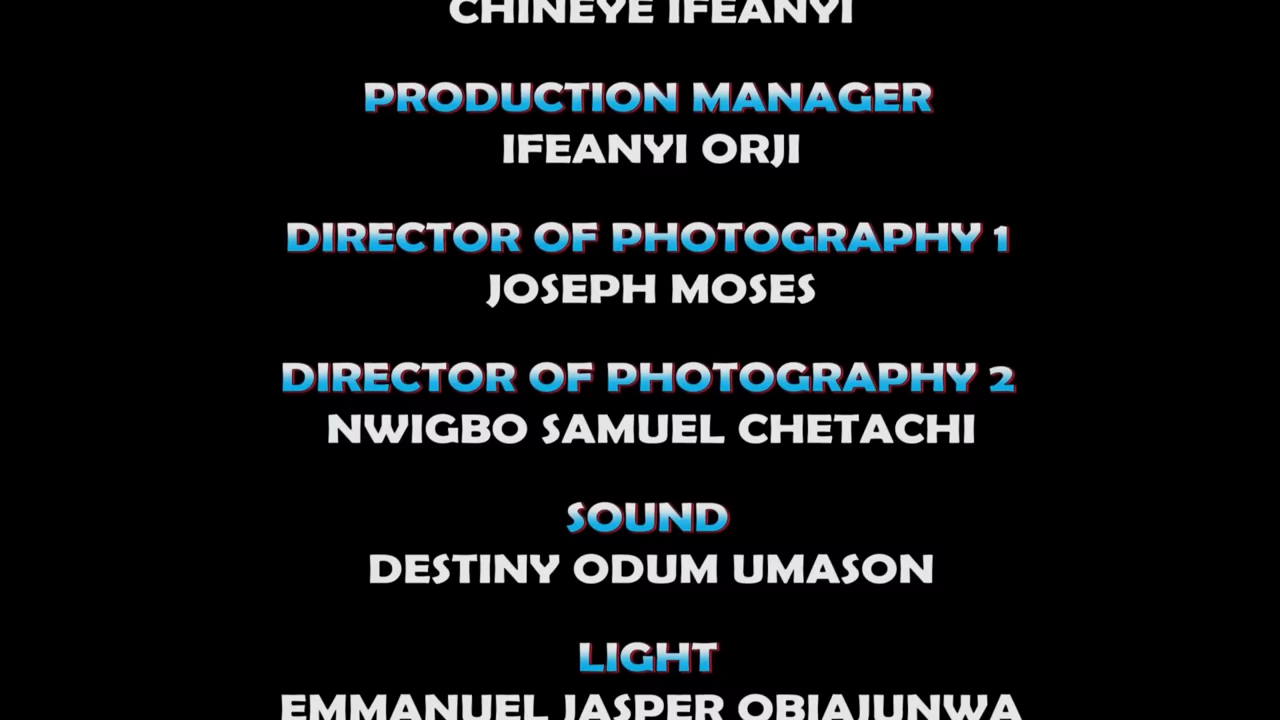 CHINEYE IFEANYI
PRODUCTION MANAGER
IFEANYI ORJI
DIRECTOR OF PHOTOGRAPHY 1
JOSEPH MOSES
DIRECTOR OF PHOTOGRAPHY 2
NWIGBO SAMUEL CHETACHI
SOUND
DESTINY ODUM UMASON
LIGHT
EMMANUEL JASPER OBIAJUNWA